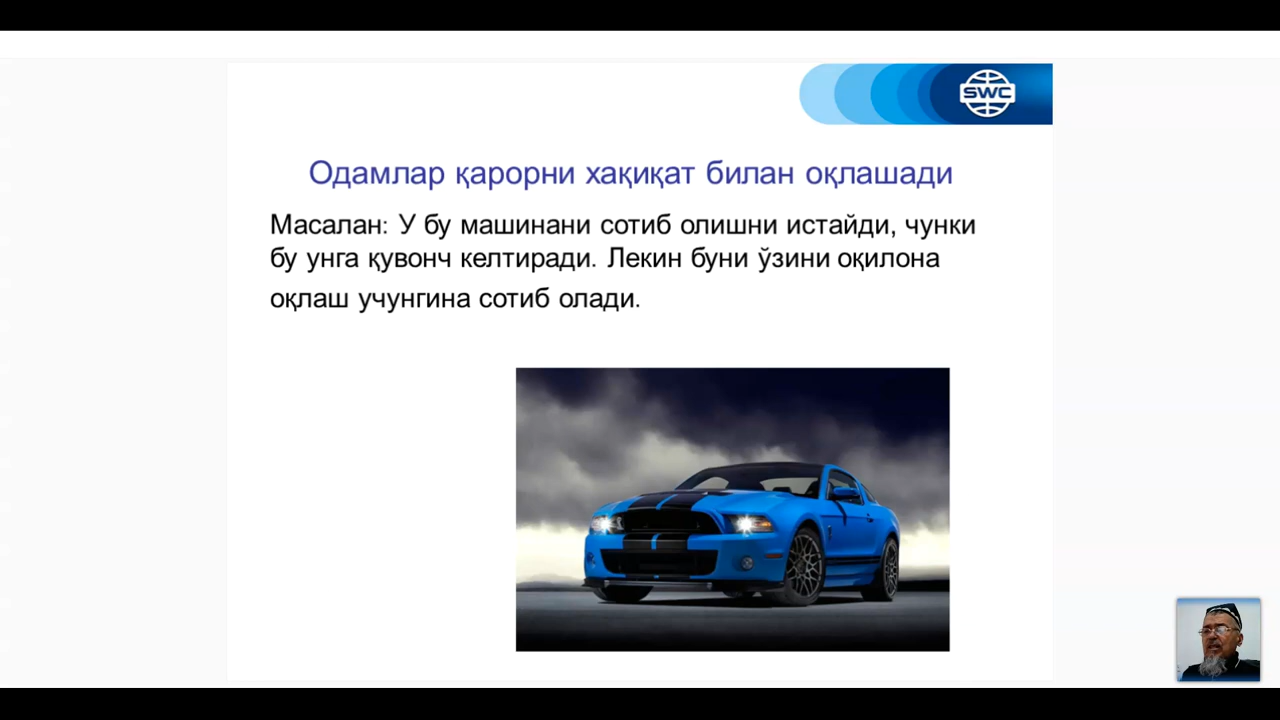 SWC
Одамлар қарорни хақиқат билан оқлашади
Масалан: У бу машинани сотиб олишни истайди, чунки
бу унга қувонч келтиради. Лекин буни ўзини оқилона
оқлаш учунгина сотиб олади.